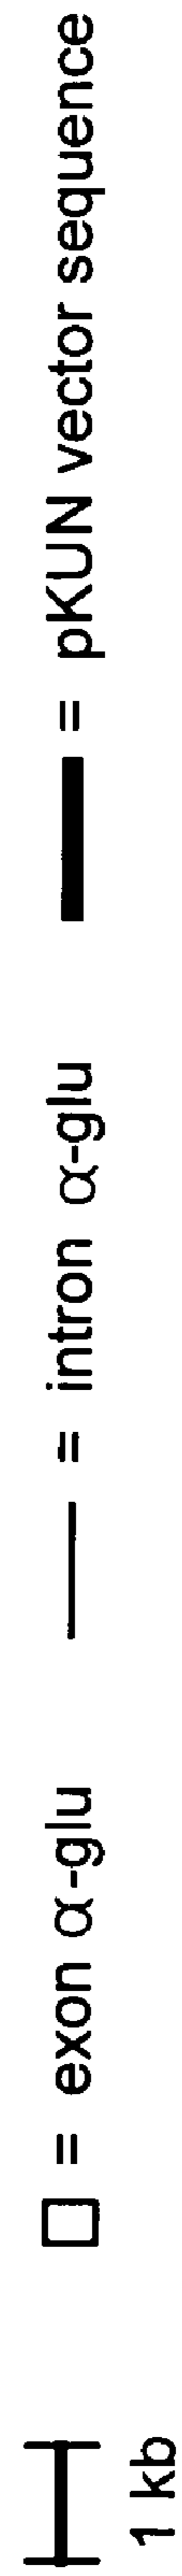 = exon α-glu
= intron α-glu
= pKUN vector sequence
1 kb